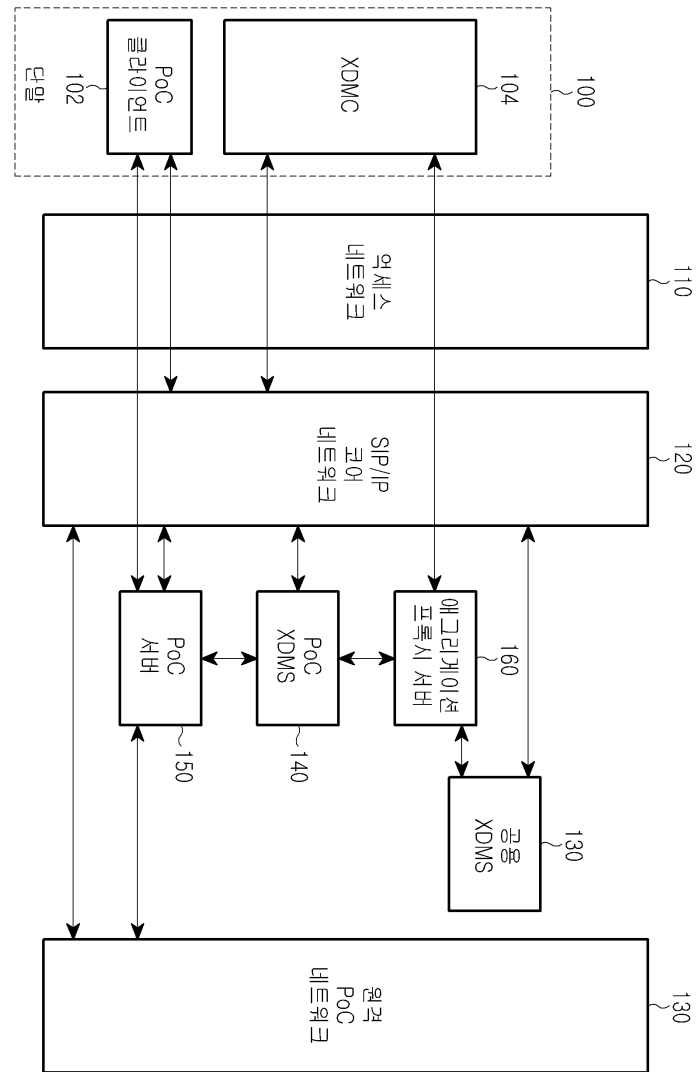 100
104
XDMC
PoC
클라이언트
102
단말
110
억세스
네트워크
120
SIP/IP
코어
네트워크
160
애그리게이션
프록시 서버
130
공용
XDMS
PoC
XDMS
140
PoC
서버
150
130
원격
PoC
네트워크